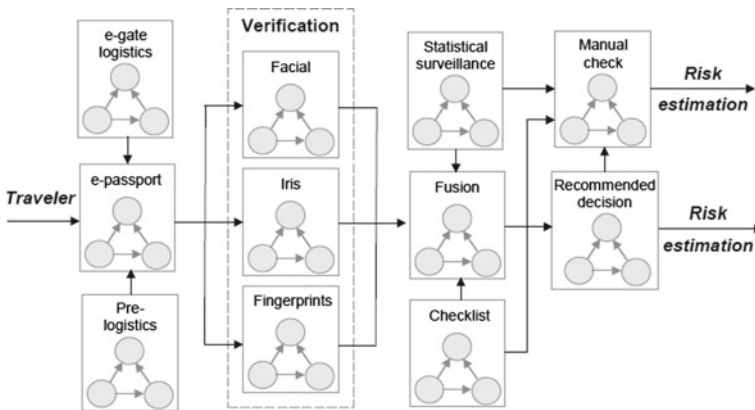 Verification
e-gate
logistics
Facial
Statistical
surveillance
Manual
check
Risk
estimation
Traveler
e-passport
Iris
Fusion
Recommended
decision
Risk
estimation
Pre-
logistics
Fingerprints
Checklist